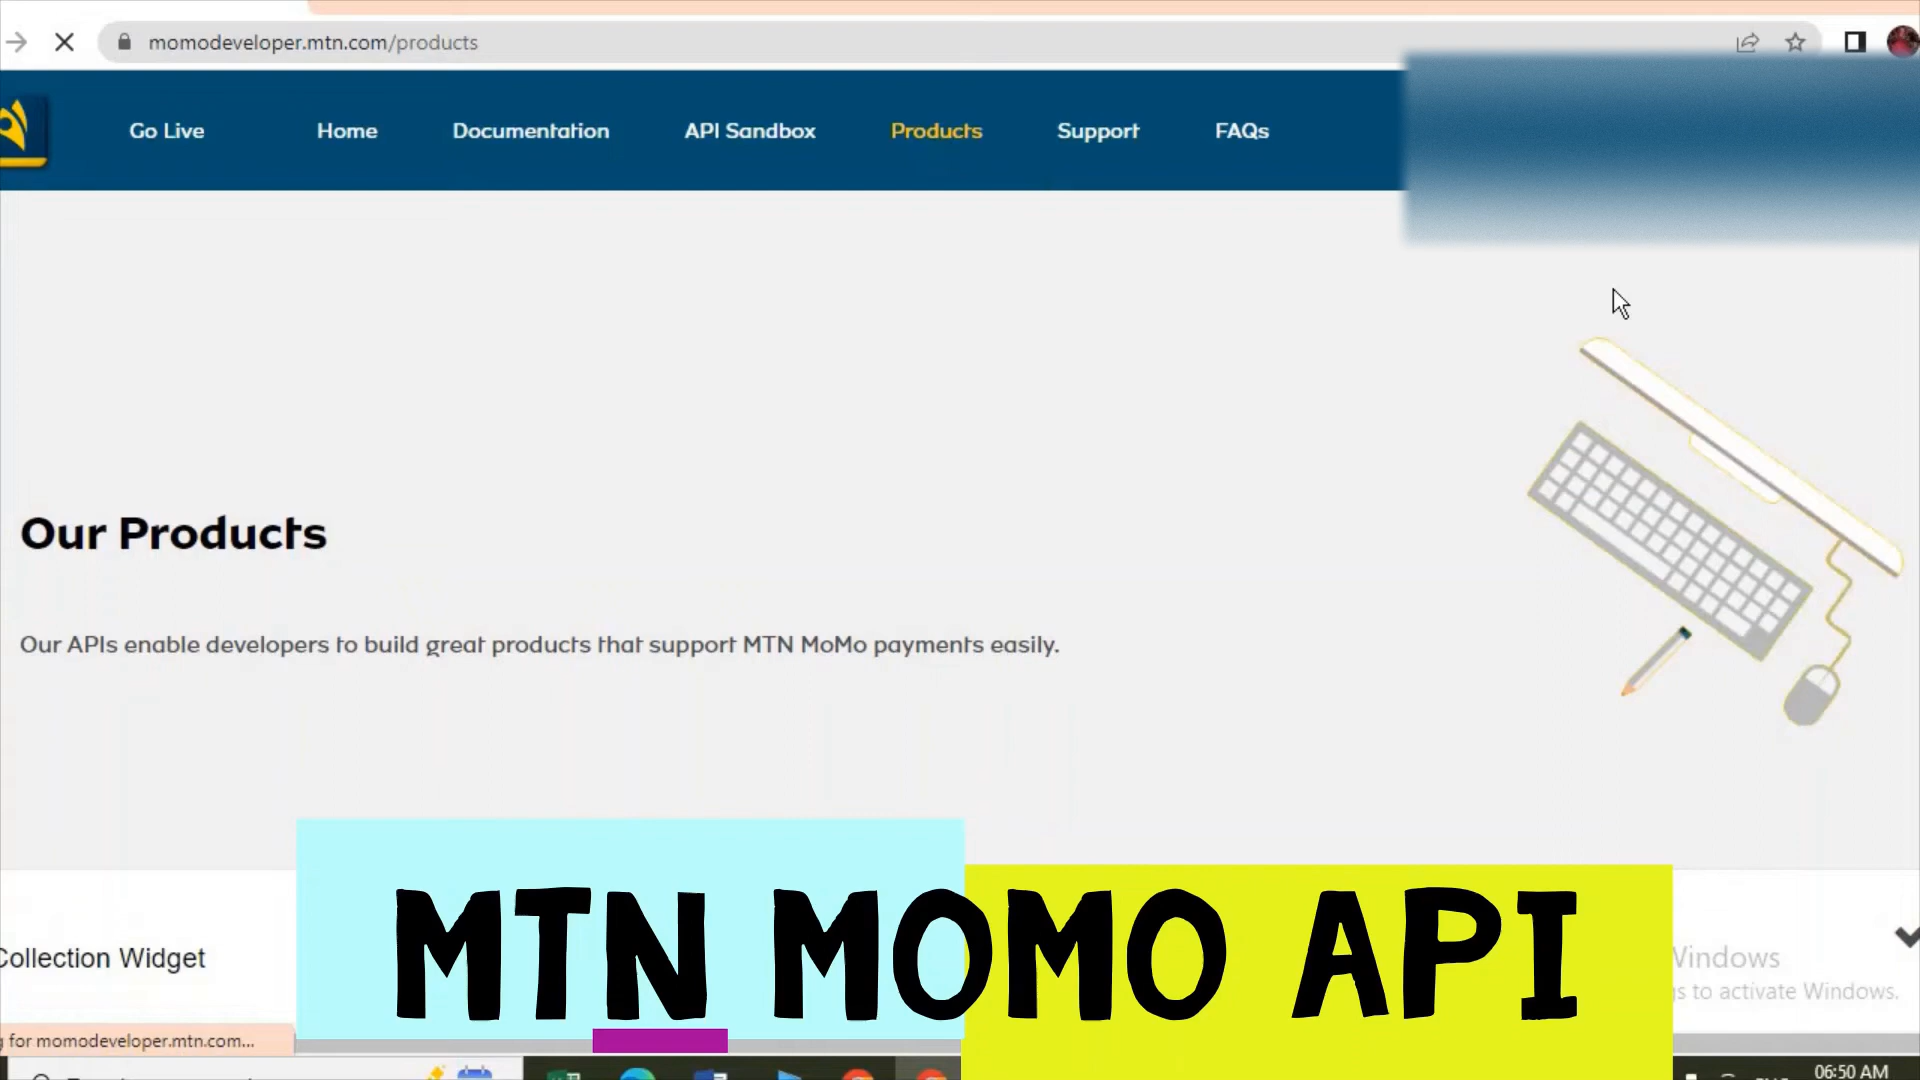 momodeveloper.mtn.com/products
Go Live Home Documentation API Sandbox Products Support FAQs
Our Products
Our APIs enable developers to build great products that support MTN MoMo payments easily.
Collection Widget
MTN MOMO API
Windows
to activate Windows.
for momodeveloper.mtn.com...
06:50 AM